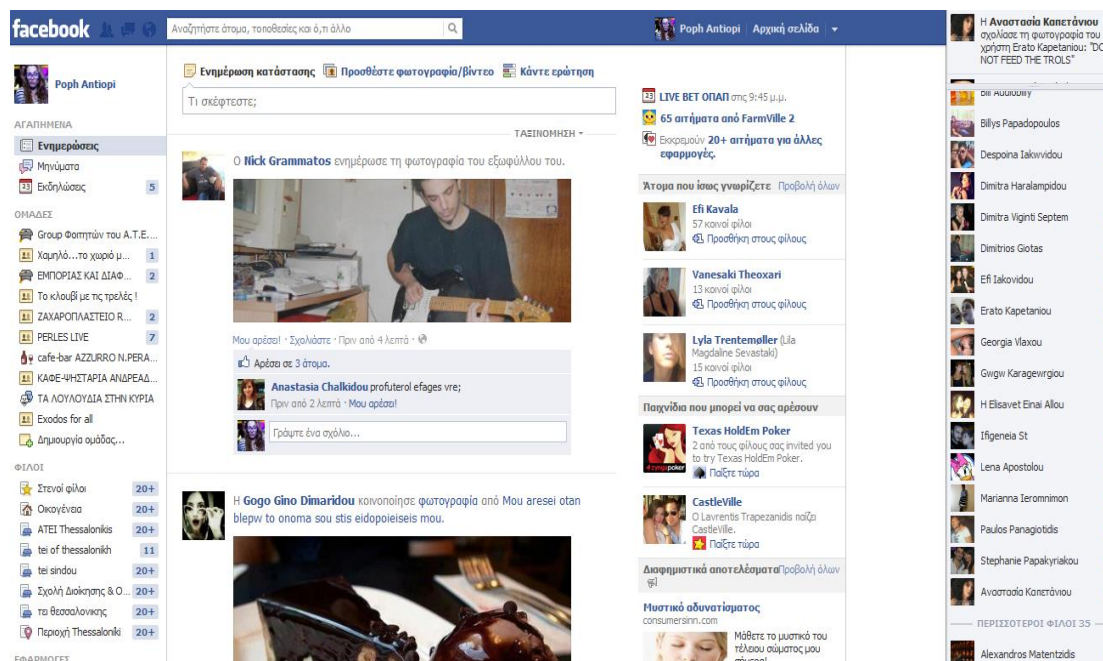 facebook
Αναζητήστε άτομα, τοποθεσίες και ό,τι άλλο
Poph Antiopi
Αρχική σελίδα
Poph Antiopi
ΑΓΑΠΗΜΕΝΑ
Ενημερώσεις
Μηνύματα
Εκδηλώσεις 5
ΟΜΑΔΕΣ
Group Φοιτητών του Α.Τ.Ε....
Χαμηλό...το χωριό μ... 1
ΕΜΠΟΡΙΑΣ ΚΑΙ ΔΙΑΦ... 2
Το κλουβί με τις τρελές !
ΖΑΧΑΡΟΠΛΑΣΤΕΙΟ R... 2
PERLES LIVE 7
cafe-bar AZZURRO N.PERA...
ΚΑΦΕ-ΨΗΣΤΑΡΙΑ ΑΝΔΡΕΑΔ...
ΤΑ ΛΟΥΛΟΥΔΙΑ ΣΤΗΝ ΚΥΡΙΑ
Exodos for all
Δημιουργία ομάδας...
ΦΙΛΟΙ
Στενοί φίλοι 20+
Οικογένεια 20+
ATEI Thessalonikis 20+
tei of thessalonikh 11
tei sindou 20+
Σχολή Διοίκησης & Ο... 20+
τει θεσσαλονικης 20+
Περιοχή Thessaloníki 20+
ΕΦΑΡΜΟΓΕΣ
Ενημέρωση κατάστασης Προσθέστε φωτογραφία/βίντεο Κάντε ερώτηση
Τι σκέφτεστε;
ΤΑΞΙΝΟΜΗΣΗ
Ο Nick Grammatos ενημέρωσε τη φωτογραφία του εξωφύλλου του.
Μου αρέσει! · Σχολιάστε · Πριν από 4 λεπτά ·
Αρέσει σε 3 άτομα.
Anastasia Chalkidou profuterol efages vre;
Πριν από 2 λεπτά · Μου αρέσει!
Γράψτε ένα σχόλιο...
Η Gogo Gino Dimaridou κοινοποίησε φωτογραφία από Mou aresei otan
blepw to onoma sou stis eidopoieiseis mou.
23 LIVE BET ΟΠΑΠ στις 9:45 μ.μ.
65 αιτήματα από FarmVille 2
Εκκρεμούν 20+ αιτήματα για άλλες
εφαρμογές.
Άτομα που ίσως γνωρίζετε Προβολή όλων
Efi Kavala
57 κοινοί φίλοι
Προσθήκη στους φίλους
Vanesaki Theoxari
13 κοινοί φίλοι
Προσθήκη στους φίλους
Lyla Trentemøller (Lila
Magdaline Sevastaki)
15 κοινοί φίλοι
Προσθήκη στους φίλους
Παιχνίδια που μπορεί να σας αρέσουν
Texas HoldEm Poker
2 από τους φίλους σας invited you
to try Texas HoldEm Poker.
Παίξτε τώρα
zynga poker
CastleVille
Ο Lavrentis Trapezanidis παίζει
CastleVille.
Παίξτε τώρα
Διαφημιστικά αποτελέσματα Προβολή όλων
Μυστικό αδυνατίσματος
consumersinn.com
Μάθετε το μυστικό του
τέλειου σώματος μου
σήμερα!
Η Αναστασία Καπετάνιου
σχολίασε τη φωτογραφία του
χρήστη Erato Kapetaniou: "DO
NOT FEED THE TROLS"
Bill Audiobilly
Billys Papadopoulos
Despoina Iakwvidou
Dimitra Haralampidou
Dimitra Viginti Septem
Dimitrios Giotas
Efi Iakovidou
Erato Kapetaniou
Georgia Vlaxou
Gwgw Karagewrgiou
H Elisavet Einai Allou
Ifigeneia St
Lena Apostolou
Marianna Ieromnimon
Paulos Panagiotidis
Stephanie Papakyriakou
Αναστασία Καπετάνιου
ΠΕΡΙΣΣΟΤΕΡΟΙ ΦΙΛΟΙ 35
Alexandros Matentzidis